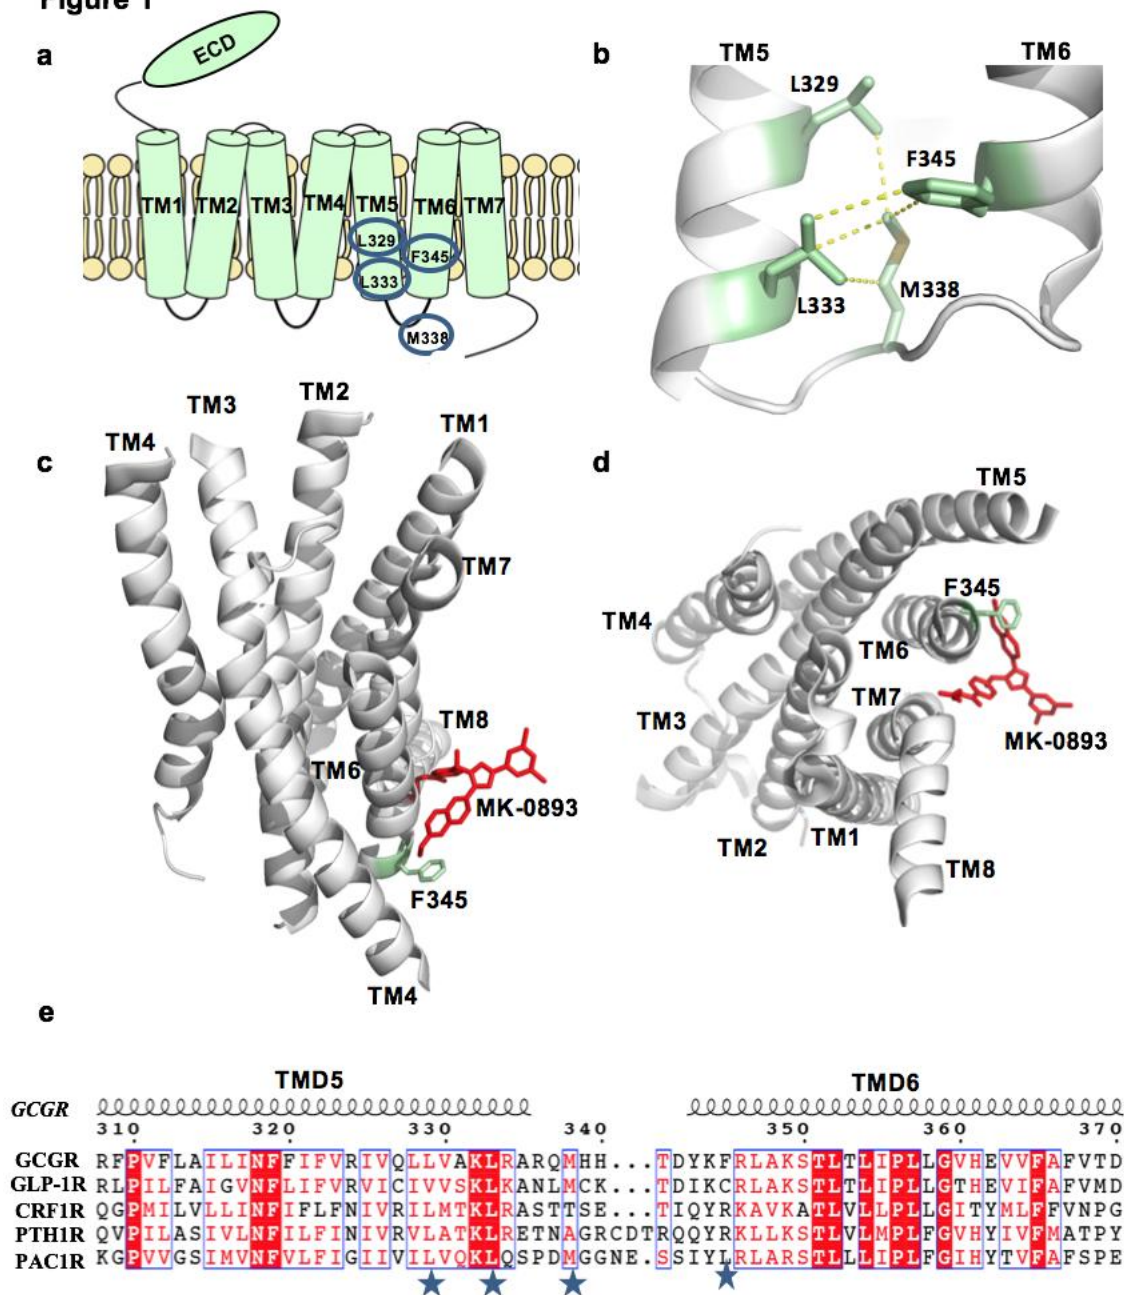 Figure 1
a
ECD
TM1 TM2 TM3 TM4 TM5 TM6 TM7
L329
F345
L333
M338
b
TM5
TM6
L329
F345
L333
M338
c
TM4
TM3
TM2
TM1
TM7
TM8
TM6
MK-0893
F345
TM4
d
TM5
F345
TM4
TM6
TM7
TM3
MK-0893
TM2
TM1
TM8
e
TMD5 TMD6
GCGR
310 320 330 340 350 360 370
GCGR RFPVFLAILINFFIFVRIVQLLVAKLRARQMHH...TDYKFRLAKSTLTLIPLLGVHEVVFAFVTD
GLP-1R RLPILFAIGVNFLIFVRVICIVVSKLKANLMCK...TDIKCRLAKSTLTLIPLLGTHEVIFAFVMD
CRF1R QGPMILVLLINFIFLFNIVRILMTKLRASTTSE...TIQYRKAVKATLVLLPLLGITYMLFFVNPG
PTH1R QVPILASIVLNFILFINIVRVLATKLRETNAGRCDTRQQYRKLLKSTLVLMPLFGVHYIVFMATPY
PAC1R KGPVVGSIMVNFVLFIGIIVILVQKLQSPDMGGNE.SSIYLRLARSTLLLIPLFGIHYTVFAFSPE